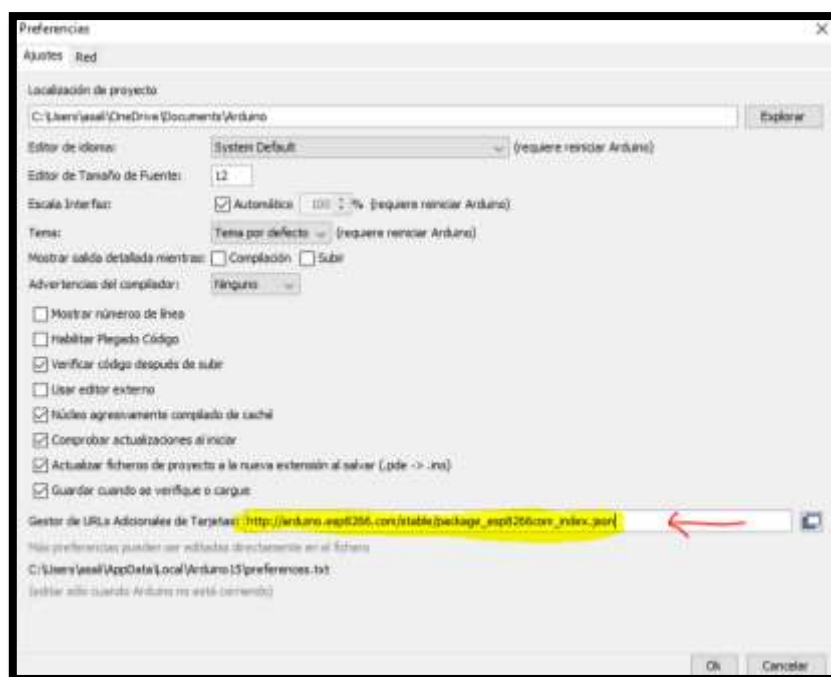 Preferencias
Ajustes Red
Localización de proyecto
C:\Users\asail\OneDrive\Documents\Arduino Explorar
Editor de idioma: System Default (requiere reiniciar Arduino)
Editor de Tamaño de Fuente: 12
Escala Interfaz: Automático 100 % (requiere reiniciar Arduino)
Tema: Tema por defecto (requiere reiniciar Arduino)
Mostrar salida detallada mientras: Compilación Subir
Advertencias del compilador: Ninguno
Mostrar números de línea
Habilitar Plegado Código
Verificar código después de subir
Usar editor externo
Núcleo agresivamente compilado de caché
Comprobar actualizaciones al iniciar
Actualizar ficheros de proyecto a la nueva extensión al salvar (.pde -> .ino)
Guardar cuando se verifique o cargue
Gestor de URLs Adicionales de Tarjetas: http://arduino.esp8266.com/stable/package_esp8266com_index.json
Más preferencias pueden ser editadas directamente en el fichero
C:\Users\asail\AppData\Local\Arduino15\preferences.txt
(editar sólo cuando Arduino no está corriendo)
Ok Cancelar